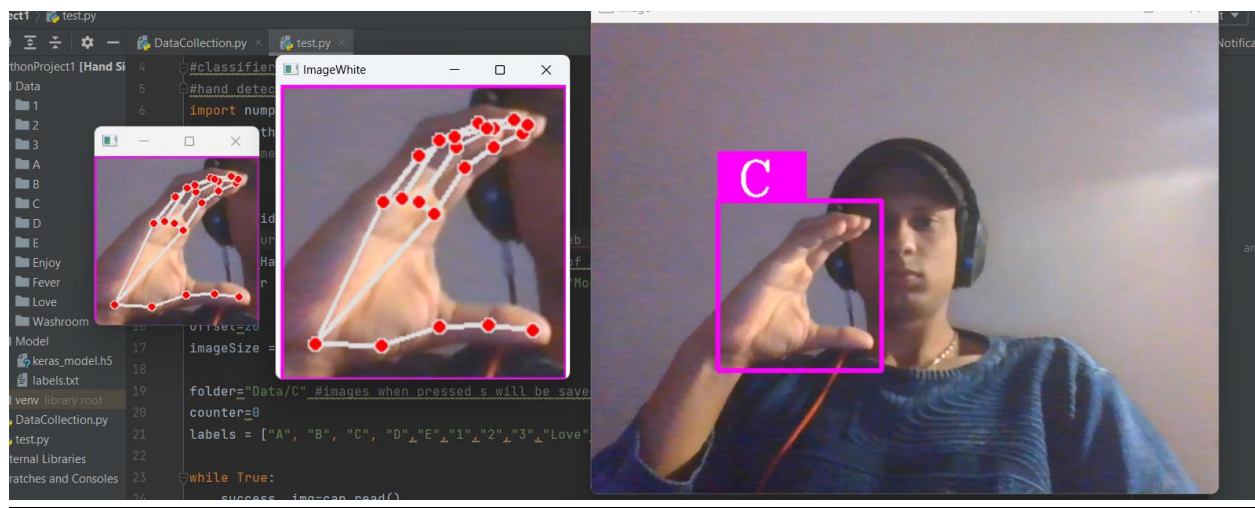 ect1 test.py
DataCollection.py test.py
thonProject1 [Hand Si
Data
1
2
3
A
B
C
D
E
Enjoy
Fever
Love
Washroom
Model
keras_model.h5
labels.txt
venv library root
DataCollection.py
test.py
ternal Libraries
ratches and Consoles
4 #classifier
5 #hand detec
6 import nump
16 offset=20
17 imageSize =
18
19 folder="Data/C" #images when pressed s will be save
20 counter=0
21 labels = ["A", "B", "C", "D","E","1","2","3","Love"
22
23 while True:
24 success, img=cap.read()
ImageWhite
Image
C
Notifica